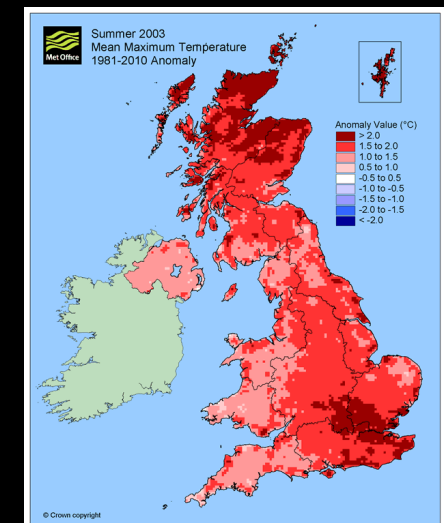 Met Office
Summer 2003
Mean Maximum Temperature
1981-2010 Anomaly
Anomaly Value (°C)
> 2.0
1.5 to 2.0
1.0 to 1.5
0.5 to 1.0
-0.5 to 0.5
-1.0 to -0.5
-1.5 to -1.0
-2.0 to -1.5
< -2.0
© Crown copyright